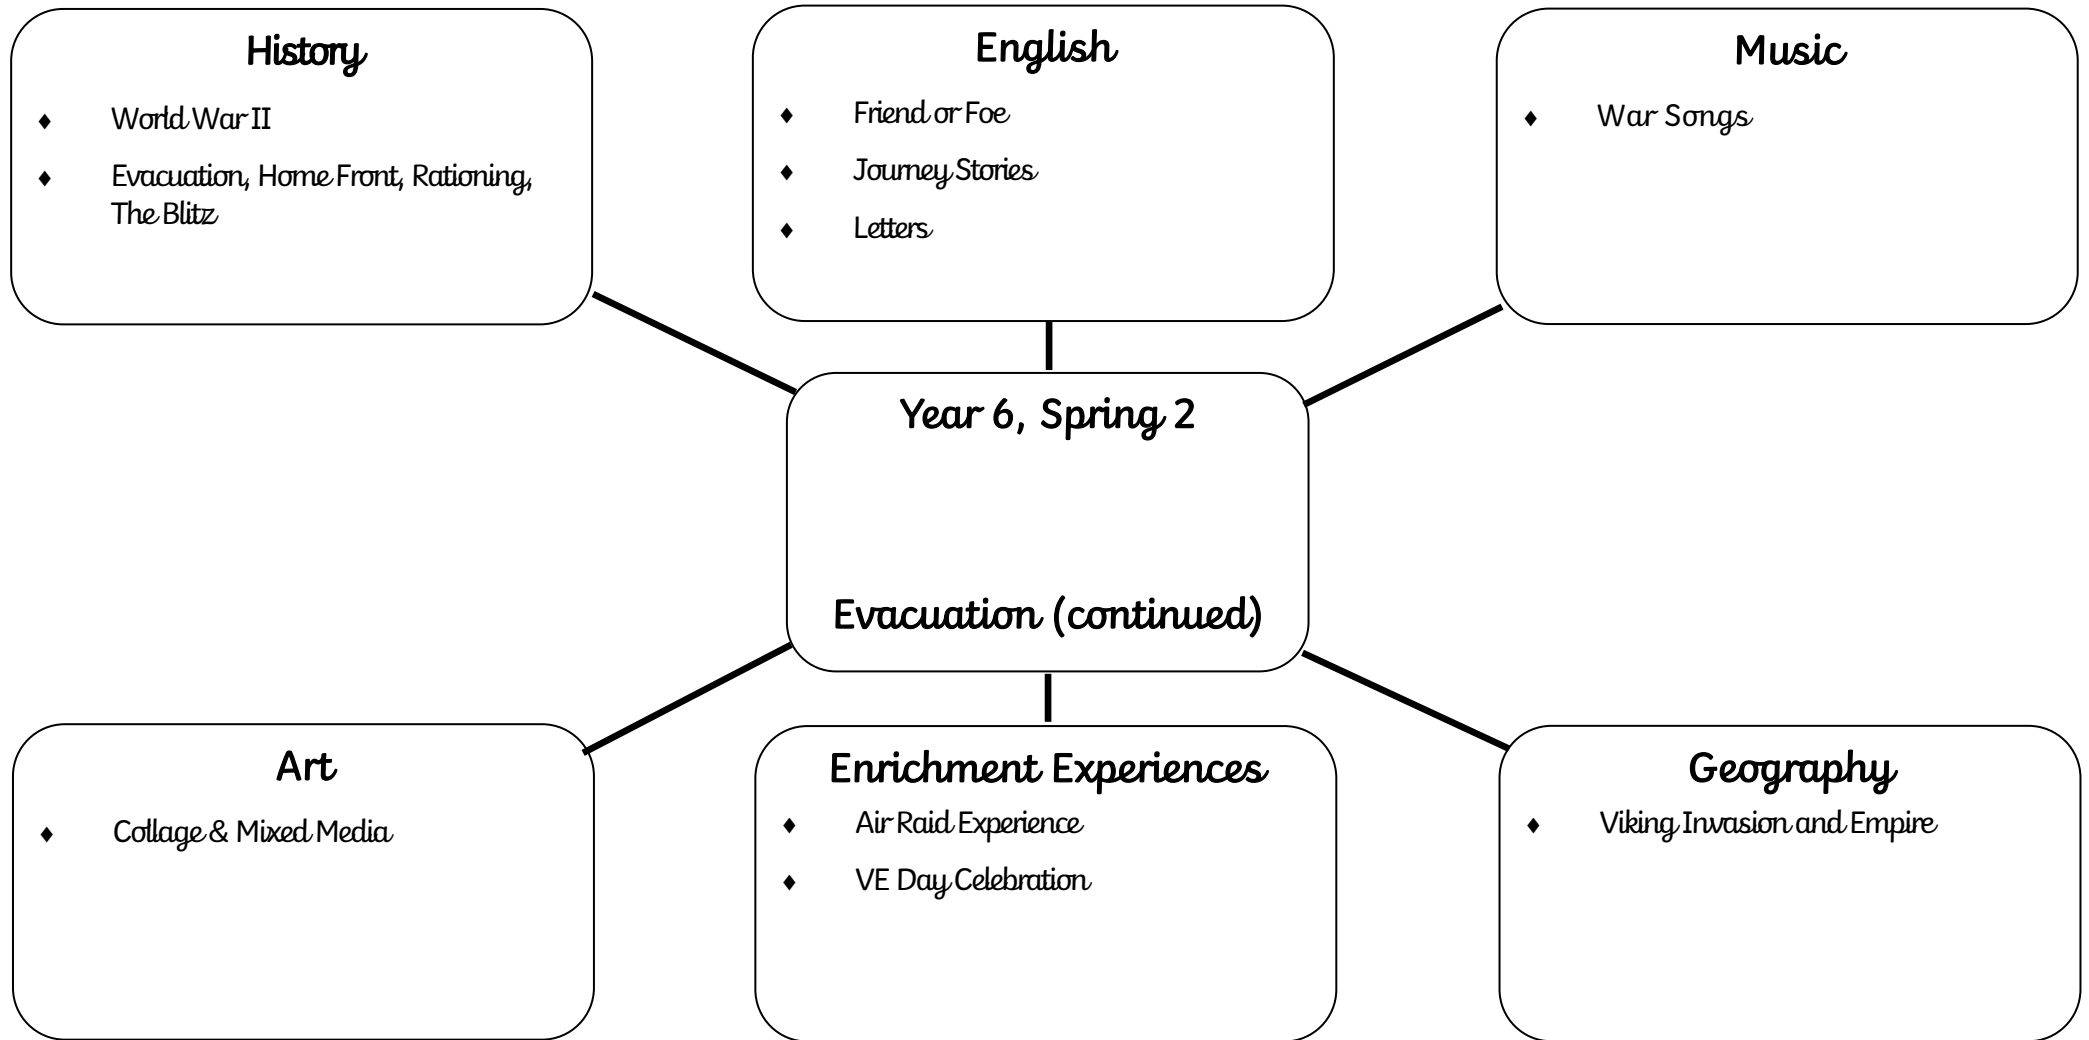 History
♦ World War II
♦ Evacuation, Home Front, Rationing,
The Blitz
English
♦ Friend or Foe
♦ Journey Stories
♦ Letters
Music
♦ War Songs
Year 6, Spring 2
Evacuation (continued)
Art
♦ Collage & Mixed Media
Enrichment Experiences
♦ Air Raid Experience
♦ VE Day Celebration
Geography
♦ Viking Invasion and Empire